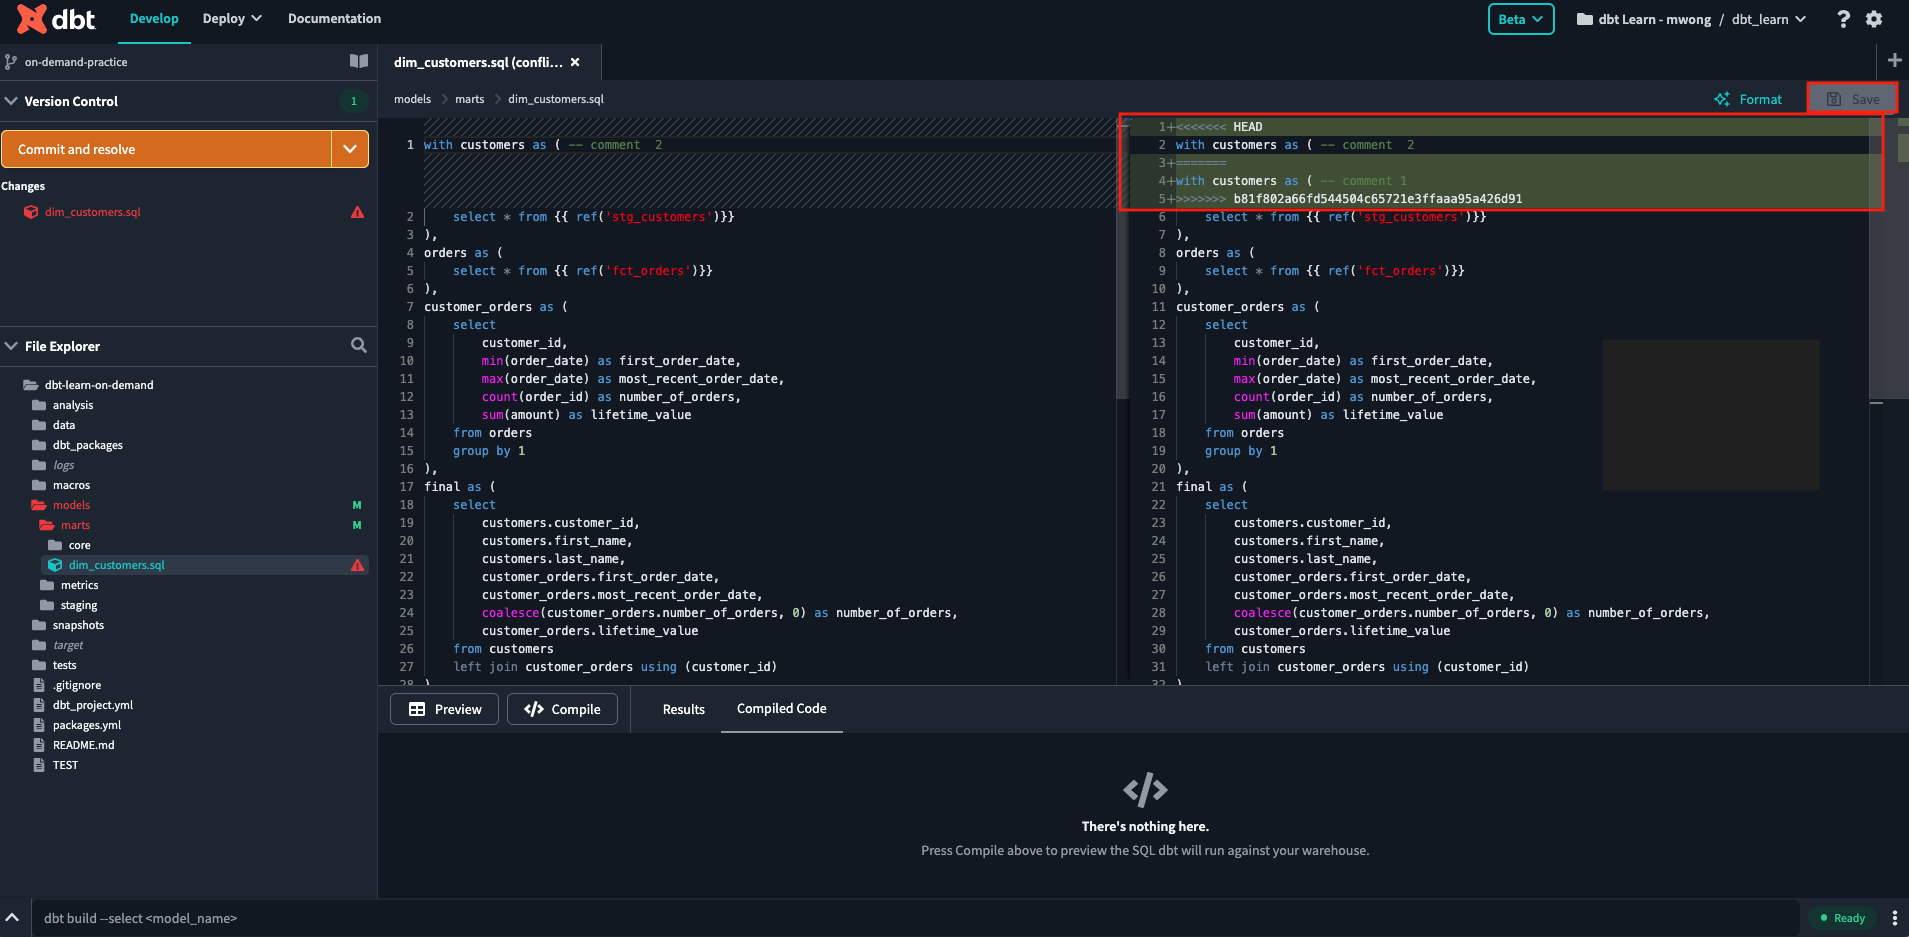 dbt Develop Deploy Documentation Beta dbt Learn - mwong / dbt_learn ?
on-demand-practice
dim_customers.sql (confli...
Version Control 1
models marts dim_customers.sql Format Save
Commit and resolve
Changes
dim_customers.sql
File Explorer
dbt-learn-on-demand
analysis
data
dbt_packages
logs
macros
models M
marts M
core
dim_customers.sql
metrics
staging
snapshots
target
tests
.gitignore
dbt_project.yml
packages.yml
README.md
TEST
1 with customers as ( -- comment  2
2 select * from {{ ref('stg_customers')}}
3 ),
4 orders as (
5 select * from {{ ref('fct_orders')}}
6 ),
7 customer_orders as (
8 select
9 customer_id,
10 min(order_date) as first_order_date,
11 max(order_date) as most_recent_order_date,
12 count(order_id) as number_of_orders,
13 sum(amount) as lifetime_value
14 from orders
15 group by 1
16 ),
17 final as (
18 select
19 customers.customer_id,
20 customers.first_name,
21 customers.last_name,
22 customer_orders.first_order_date,
23 customer_orders.most_recent_order_date,
24 coalesce(customer_orders.number_of_orders, 0) as number_of_orders,
25 customer_orders.lifetime_value
26 from customers
27 left join customer_orders using (customer_id)
28 )
1+<<<<<<< HEAD
2 with customers as ( -- comment  2
3+=======
4+with customers as ( -- comment 1
5+>>>>>>> b81f802a66fd544504c65721e3ffaaa95a426d91
6 select * from {{ ref('stg_customers')}}
7 ),
8 orders as (
9 select * from {{ ref('fct_orders')}}
10 ),
11 customer_orders as (
12 select
13 customer_id,
14 min(order_date) as first_order_date,
15 max(order_date) as most_recent_order_date,
16 count(order_id) as number_of_orders,
17 sum(amount) as lifetime_value
18 from orders
19 group by 1
20 ),
21 final as (
22 select
23 customers.customer_id,
24 customers.first_name,
25 customers.last_name,
26 customer_orders.first_order_date,
27 customer_orders.most_recent_order_date,
28 coalesce(customer_orders.number_of_orders, 0) as number_of_orders,
29 customer_orders.lifetime_value
30 from customers
31 left join customer_orders using (customer_id)
32 )
Preview </> Compile Results Compiled Code
</>
There's nothing here.
Press Compile above to preview the SQL dbt will run against your warehouse.
dbt build --select <model_name> Ready